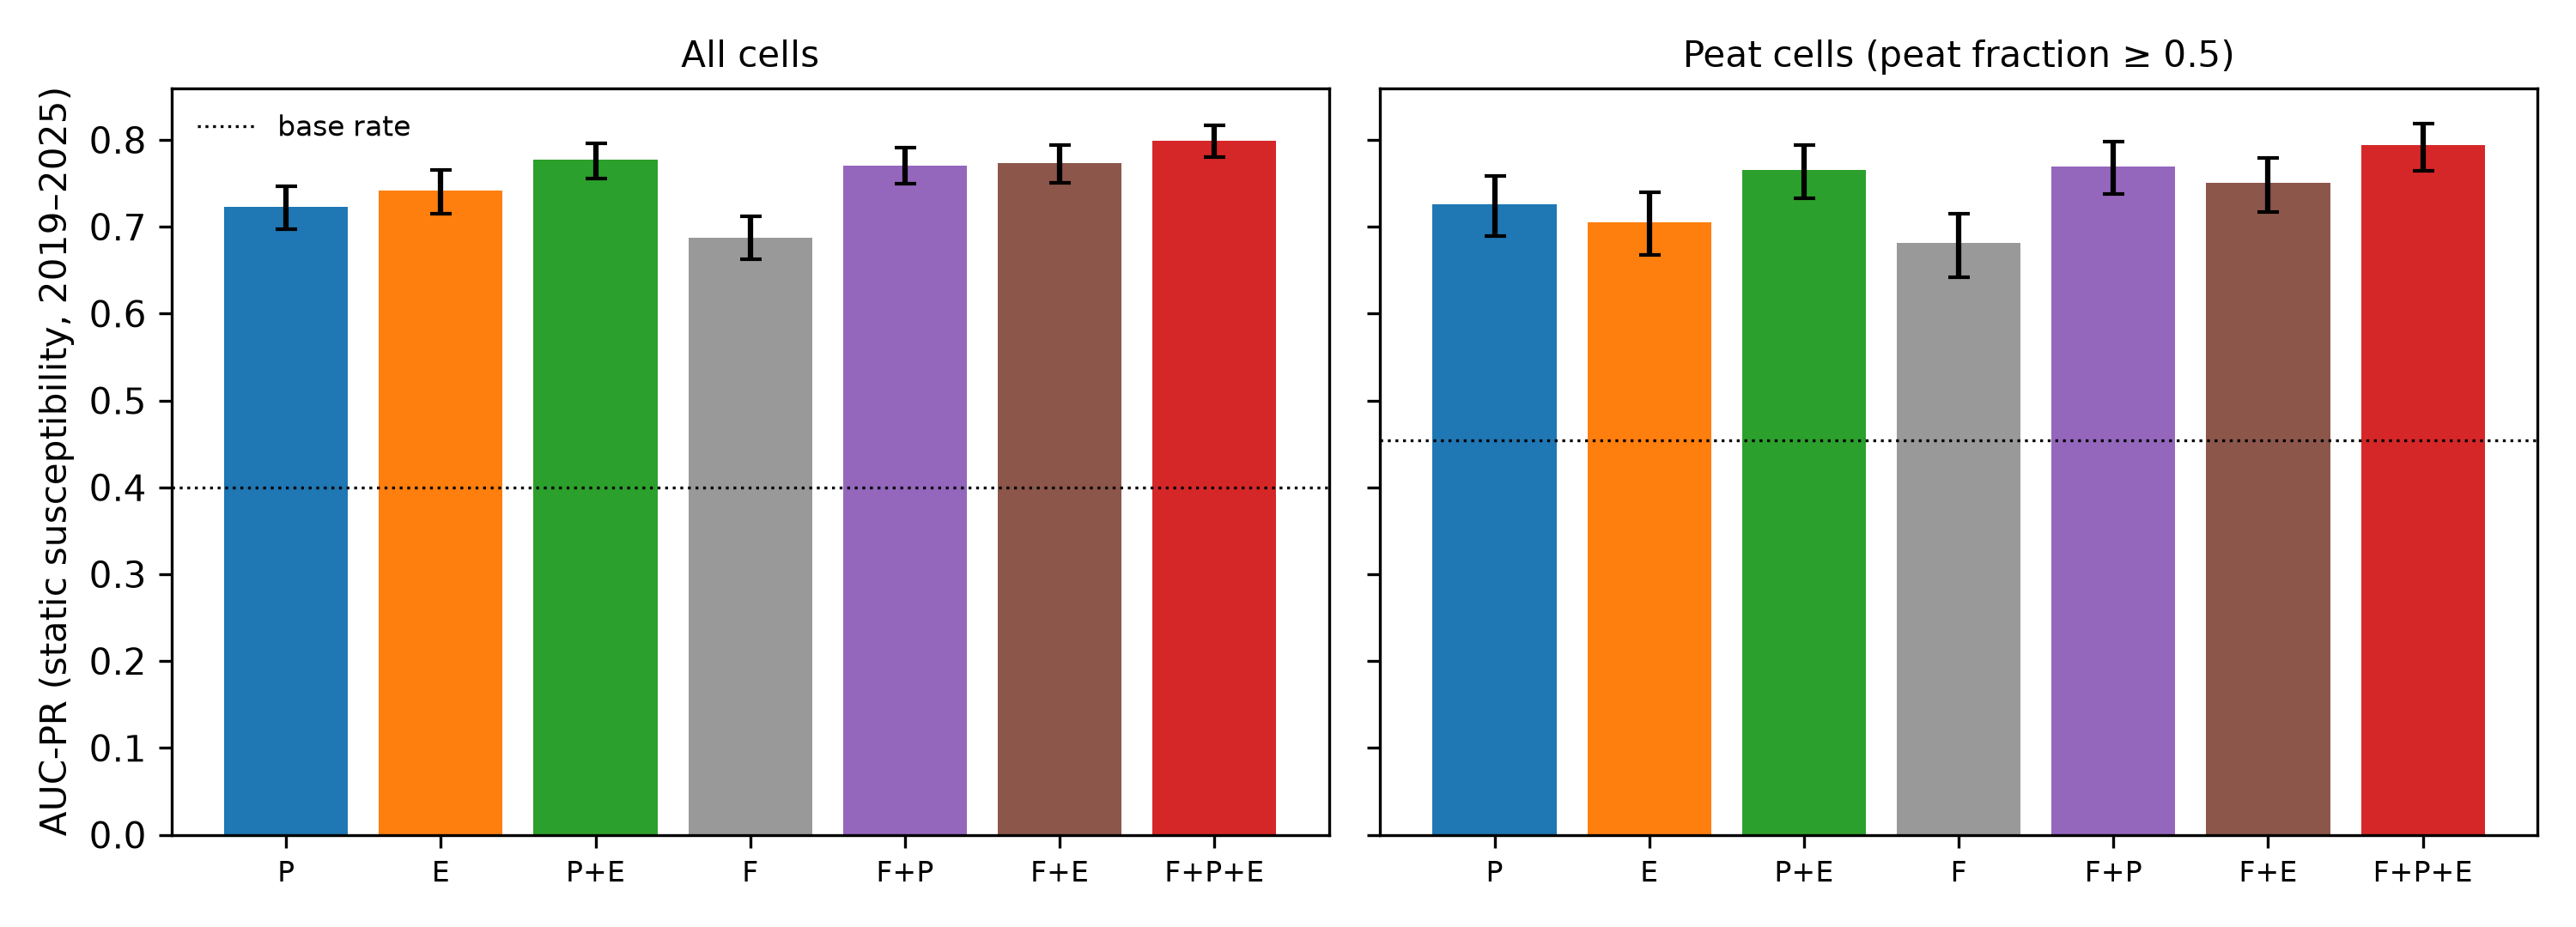 All cells
Peat cells (peat fraction ≥ 0.5)
AUC-PR (static susceptibility, 2019–2025)
base rate
0.8
0.7
0.6
0.5
0.4
0.3
0.2
0.1
0.0
P E P+E F F+P F+E F+P+E
P E P+E F F+P F+E F+P+E